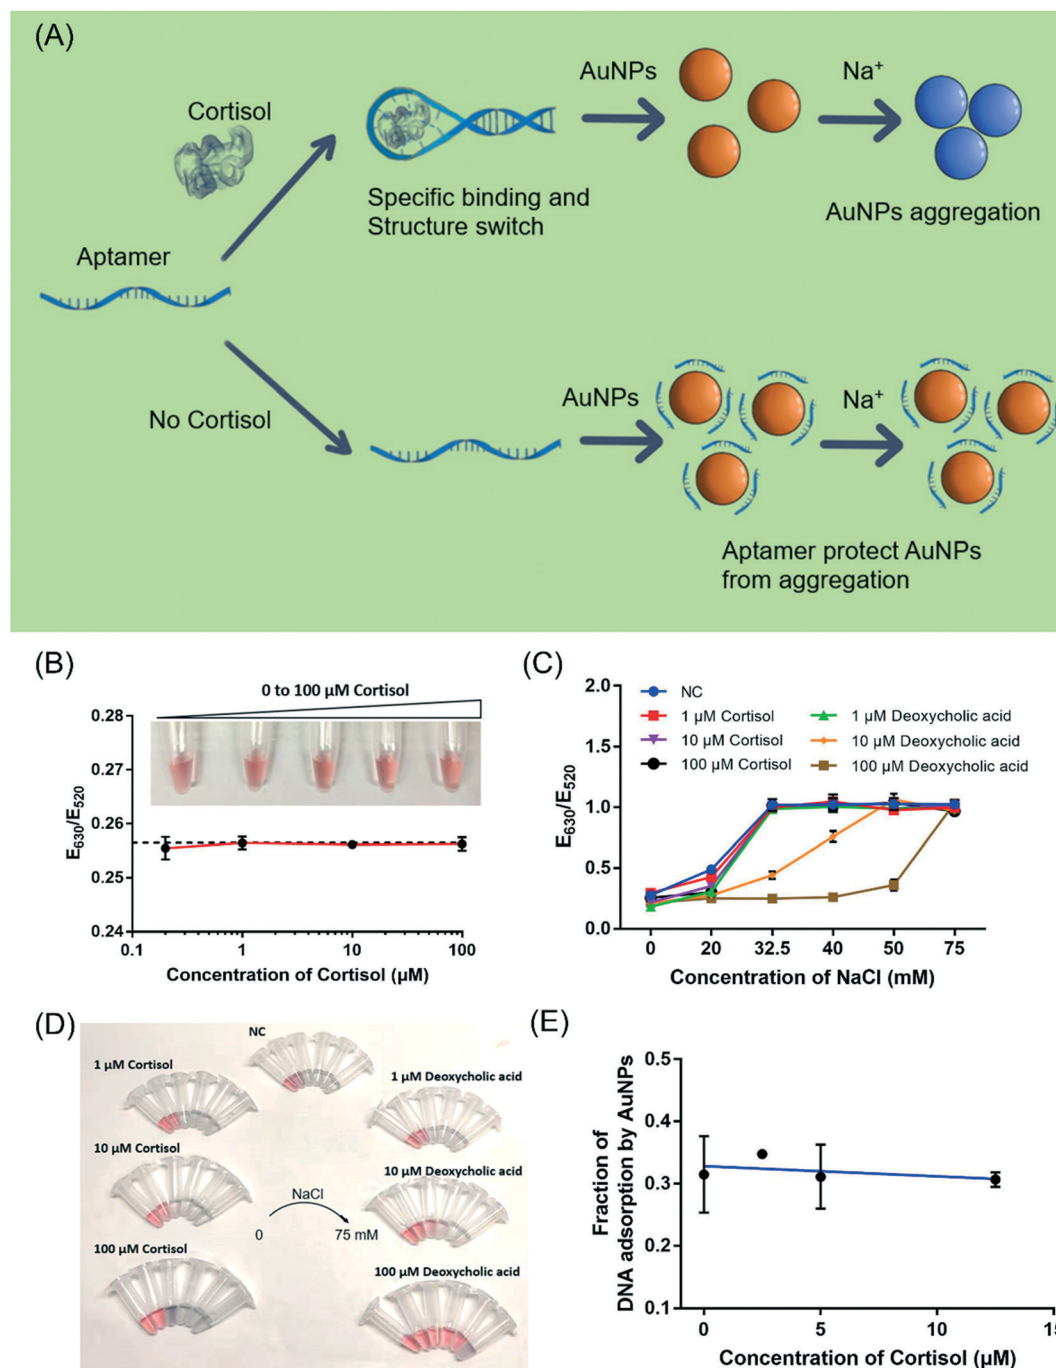 (A)
Cortisol
Aptamer
Specific binding and
Structure switch
AuNPs
Na⁺
AuNPs aggregation
No Cortisol
AuNPs
Na⁺
Aptamer protect AuNPs
from aggregation
(B)
0 to 100 µM Cortisol
E₆₃₀/E₅₂₀
0.28
0.27
0.26
0.25
0.24
0.1
1
10
100
Concentration of Cortisol (µM)
(C)
NC
1 µM Cortisol
10 µM Cortisol
100 µM Cortisol
1 µM Deoxycholic acid
10 µM Deoxycholic acid
100 µM Deoxycholic acid
E₆₃₀/E₅₂₀
2.0
1.5
1.0
0.5
0.0
0
20
32.5
40
50
75
Concentration of NaCl (mM)
(D)
NC
1 µM Cortisol
10 µM Cortisol
100 µM Cortisol
NaCl
0
75 mM
1 µM Deoxycholic acid
10 µM Deoxycholic acid
100 µM Deoxycholic acid
(E)
Fraction of
DNA adsorption by AuNPs
0.5
0.4
0.3
0.3
0.1
0
5
10
15
Concentration of Cortisol (µM)